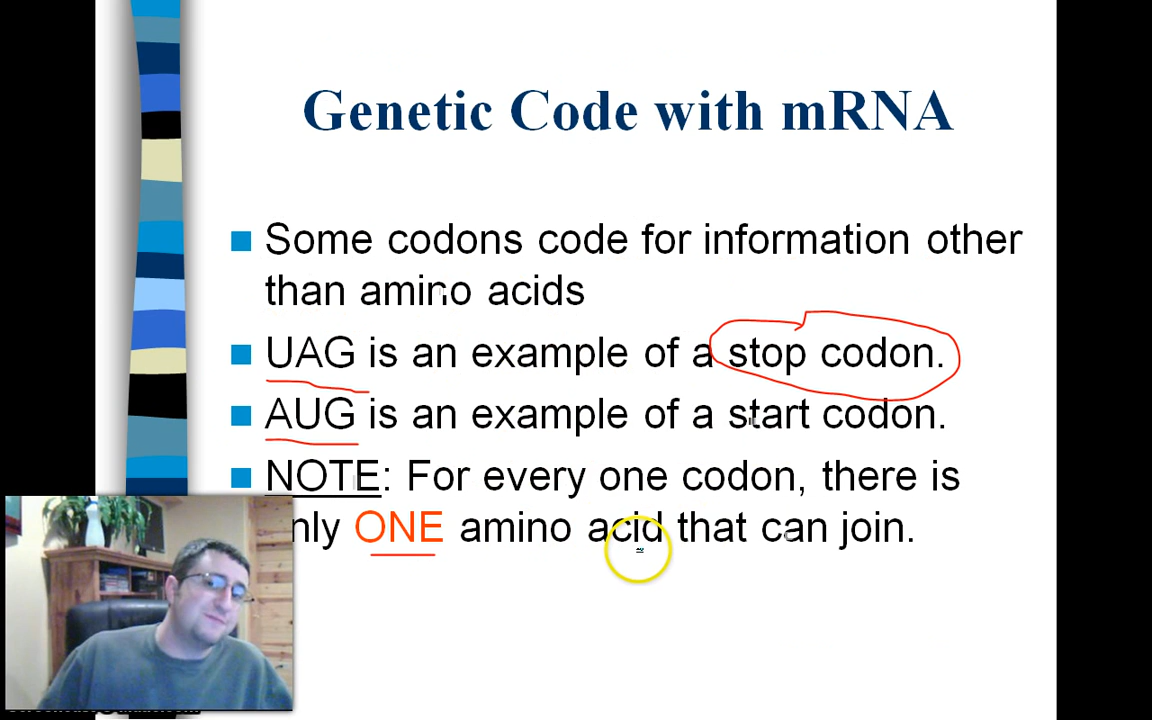 Genetic Code with mRNA
Some codons code for information other
than amino acids
UAG is an example of a stop codon.
AUG is an example of a start codon.
NOTE: For every one codon, there is
ONE amino acid that can join.